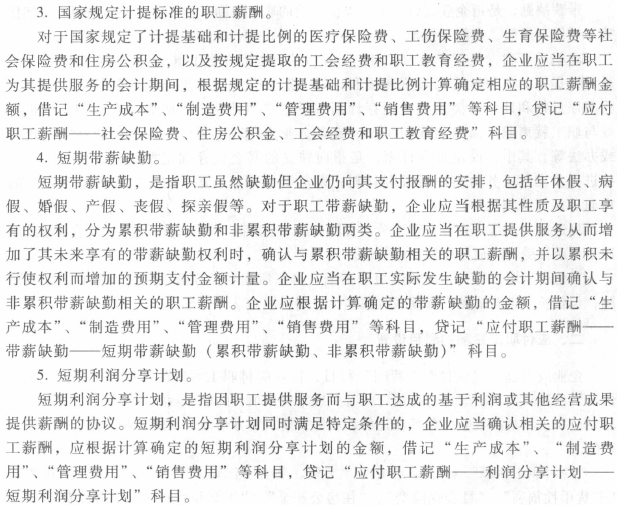 3. 国家规定计提标准的职工薪酬。
对于国家规定了计提基础和计提比例的医疗保险费、工伤保险费、生育保险费等社
会保险费和住房公积金，以及按规定提取的工会经费和职工教育经费，企业应当在职工
为其提供服务的会计期间，根据规定的计提基础和计提比例计算确定相应的职工薪酬金
额，借记“生产成本”、“制造费用”、“管理费用”、“销售费用”等科目，贷记“应付
职工薪酬——社会保险费、住房公积金、工会经费和职工教育经费”科目。
4. 短期带薪缺勤。
短期带薪缺勤，是指职工虽然缺勤但企业仍向其支付报酬的安排，包括年休假、病
假、婚假、产假、丧假、探亲假等。对于职工带薪缺勤，企业应当根据其性质及职工享
有的权利，分为累积带薪缺勤和非累积带薪缺勤两类。企业应当在职工提供服务从而增
加了其未来享有的带薪缺勤权利时，确认与累积带薪缺勤相关的职工薪酬，并以累积未
行使权利而增加的预期支付金额计量。企业应当在职工实际发生缺勤的会计期间确认与
非累积带薪缺勤相关的职工薪酬。企业应根据计算确定的带薪缺勤的金额，借记“生
产成本”、“制造费用”、“管理费用”、“销售费用”等科目，贷记“应付职工薪酬——
带薪缺勤——短期带薪缺勤（累积带薪缺勤、非累积带薪缺勤）”科目。
5. 短期利润分享计划。
短期利润分享计划，是指因职工提供服务而与职工达成的基于利润或其他经营成果
提供薪酬的协议。短期利润分享计划同时满足特定条件的，企业应当确认相关的应付职
工薪酬，应根据计算确定的短期利润分享计划的金额，借记“生产成本”、“制造费
用”、“管理费用”、“销售费用”等科目，贷记“应付职工薪酬——利润分享计划——
短期利润分享计划”科目。